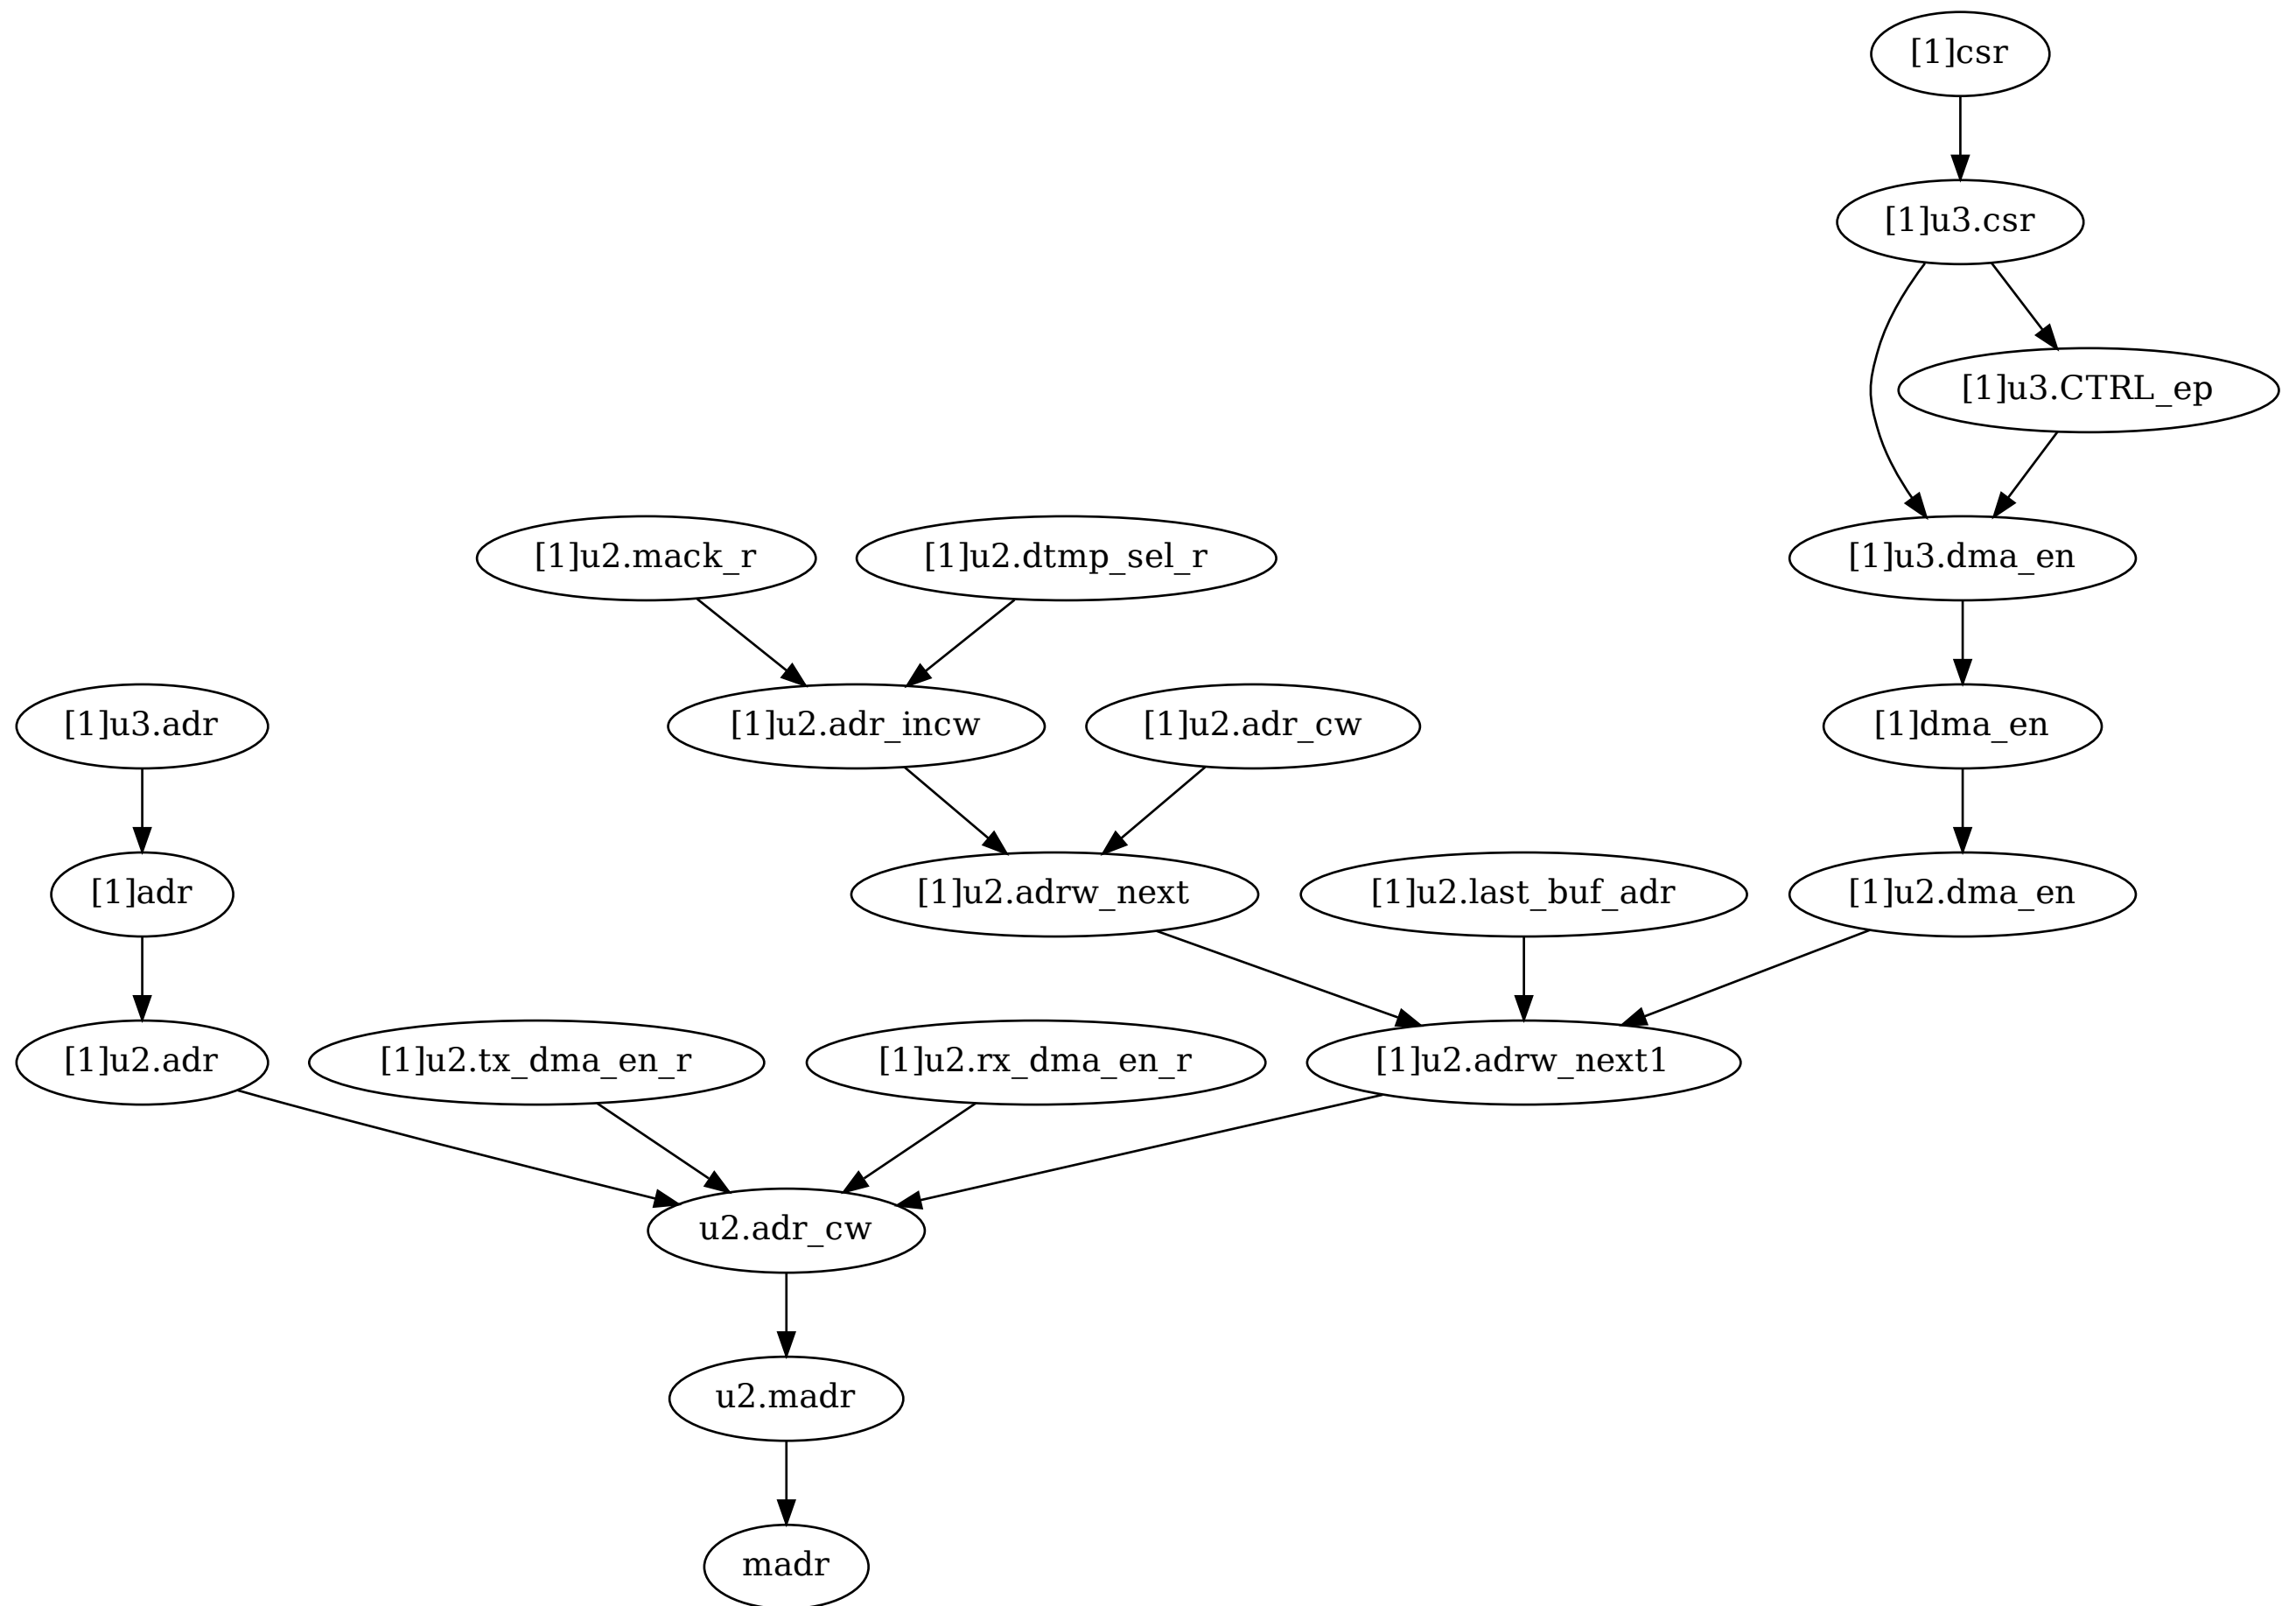 [1]csr
[1]u3.csr
[1]u3.CTRL_ep
[1]u2.mack_r
[1]u2.dtmp_sel_r
[1]u3.dma_en
[1]u3.adr
[1]u2.adr_incw
[1]u2.adr_cw
[1]dma_en
[1]adr
[1]u2.adrw_next
[1]u2.last_buf_adr
[1]u2.dma_en
[1]u2.adr
[1]u2.tx_dma_en_r
[1]u2.rx_dma_en_r
[1]u2.adrw_next1
u2.adr_cw
u2.madr
madr